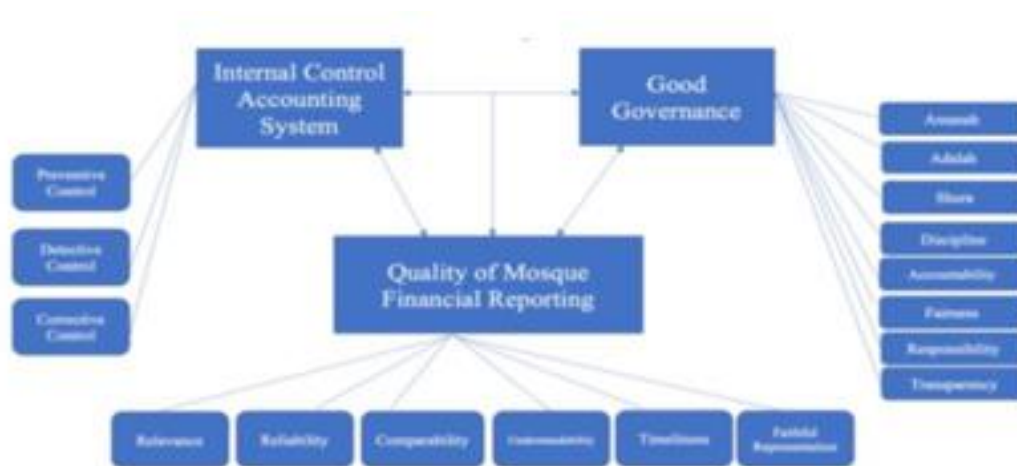 Internal Control
Accounting
System
Good
Governance
Preventive
Control
Detective
Control
Corrective
Control
Quality of Mosque
Financial Reporting
Amanah
Adalah
Shura
Discipline
Accountability
Fairness
Responsibility
Transparency
Relevance
Reliability
Comparability
Timeliness
Faithful
Representation